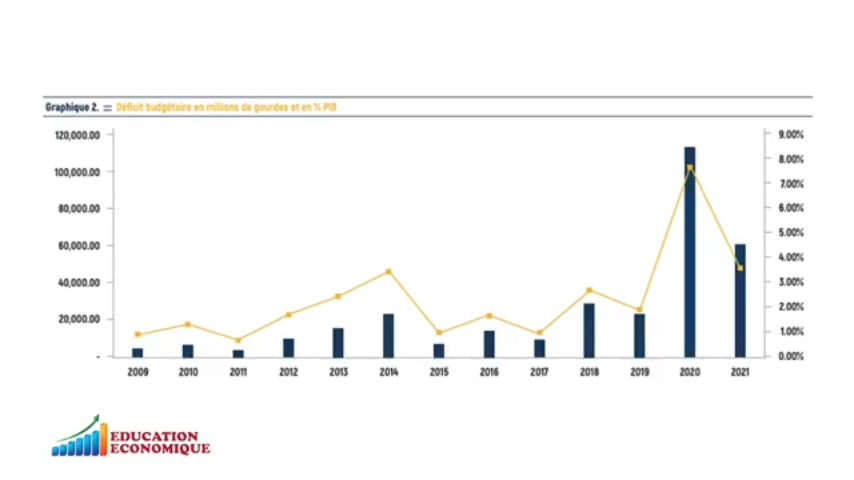 Graphique 2. Déficit budgétaire en millions de gourdes et en % PIB
120,000.00 9.00%
100,000.00 8.00%
80,000.00 7.00%
60,000.00 6.00%
40,000.00 5.00%
20,000.00 4.00%
- 3.00%
2.00%
1.00%
0.00%
2009 2010 2011 2012 2013 2014 2015 2016 2017 2018 2019 2020 2021
EDUCATION
ECONOMIQUE